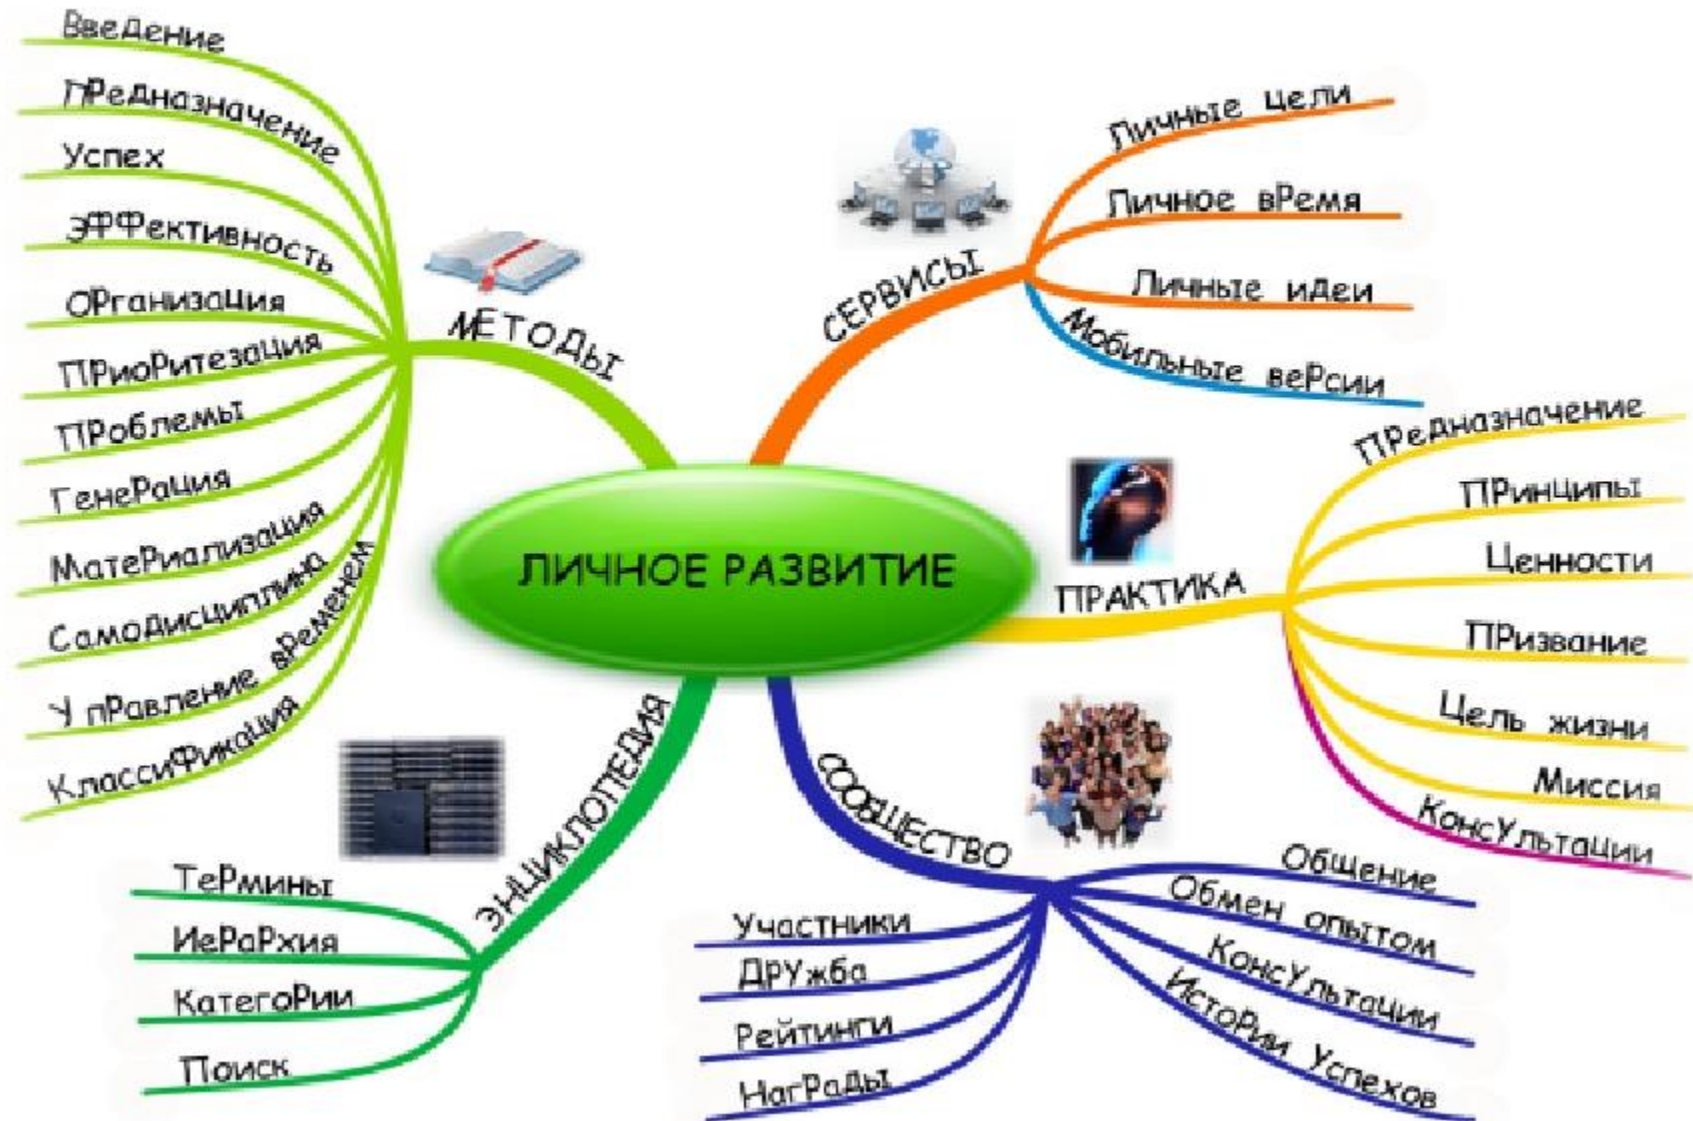 ЛИЧНОЕ РАЗВИТИЕ
МЕТОДЫ
Введение
Предназначение
Успех
Эффективность
Организация
Приоритезация
Проблемы
Генерация
Материализация
Самодисциплина
Управление временем
Классификация
СЕРВИСЫ
Личные цели
Личное время
Личные идеи
Мобильные версии
ПРАКТИКА
Предназначение
Принципы
Ценности
Призвание
Цель жизни
Миссия
Консультации
СООБЩЕСТВО
Общение
Обмен опытом
Консультации
Истории Успехов
Участники
Дружба
Рейтинги
Награды
ЭНЦИКЛОПЕДИЯ
Термины
Иерархия
Категории
Поиск